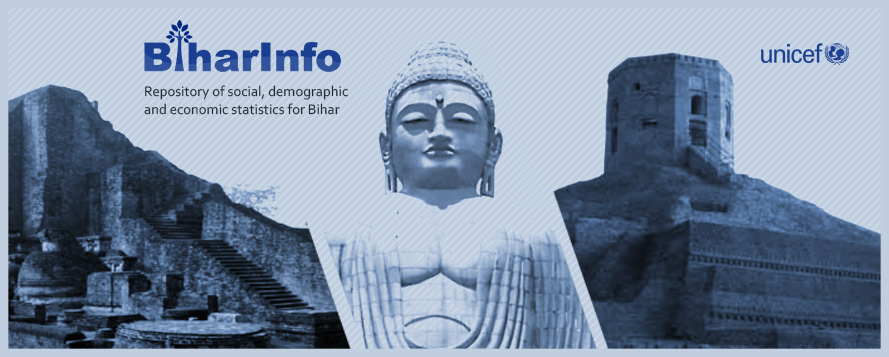 BiharInfo
Repository of social, demographic
and economic statistics for Bihar
unicef